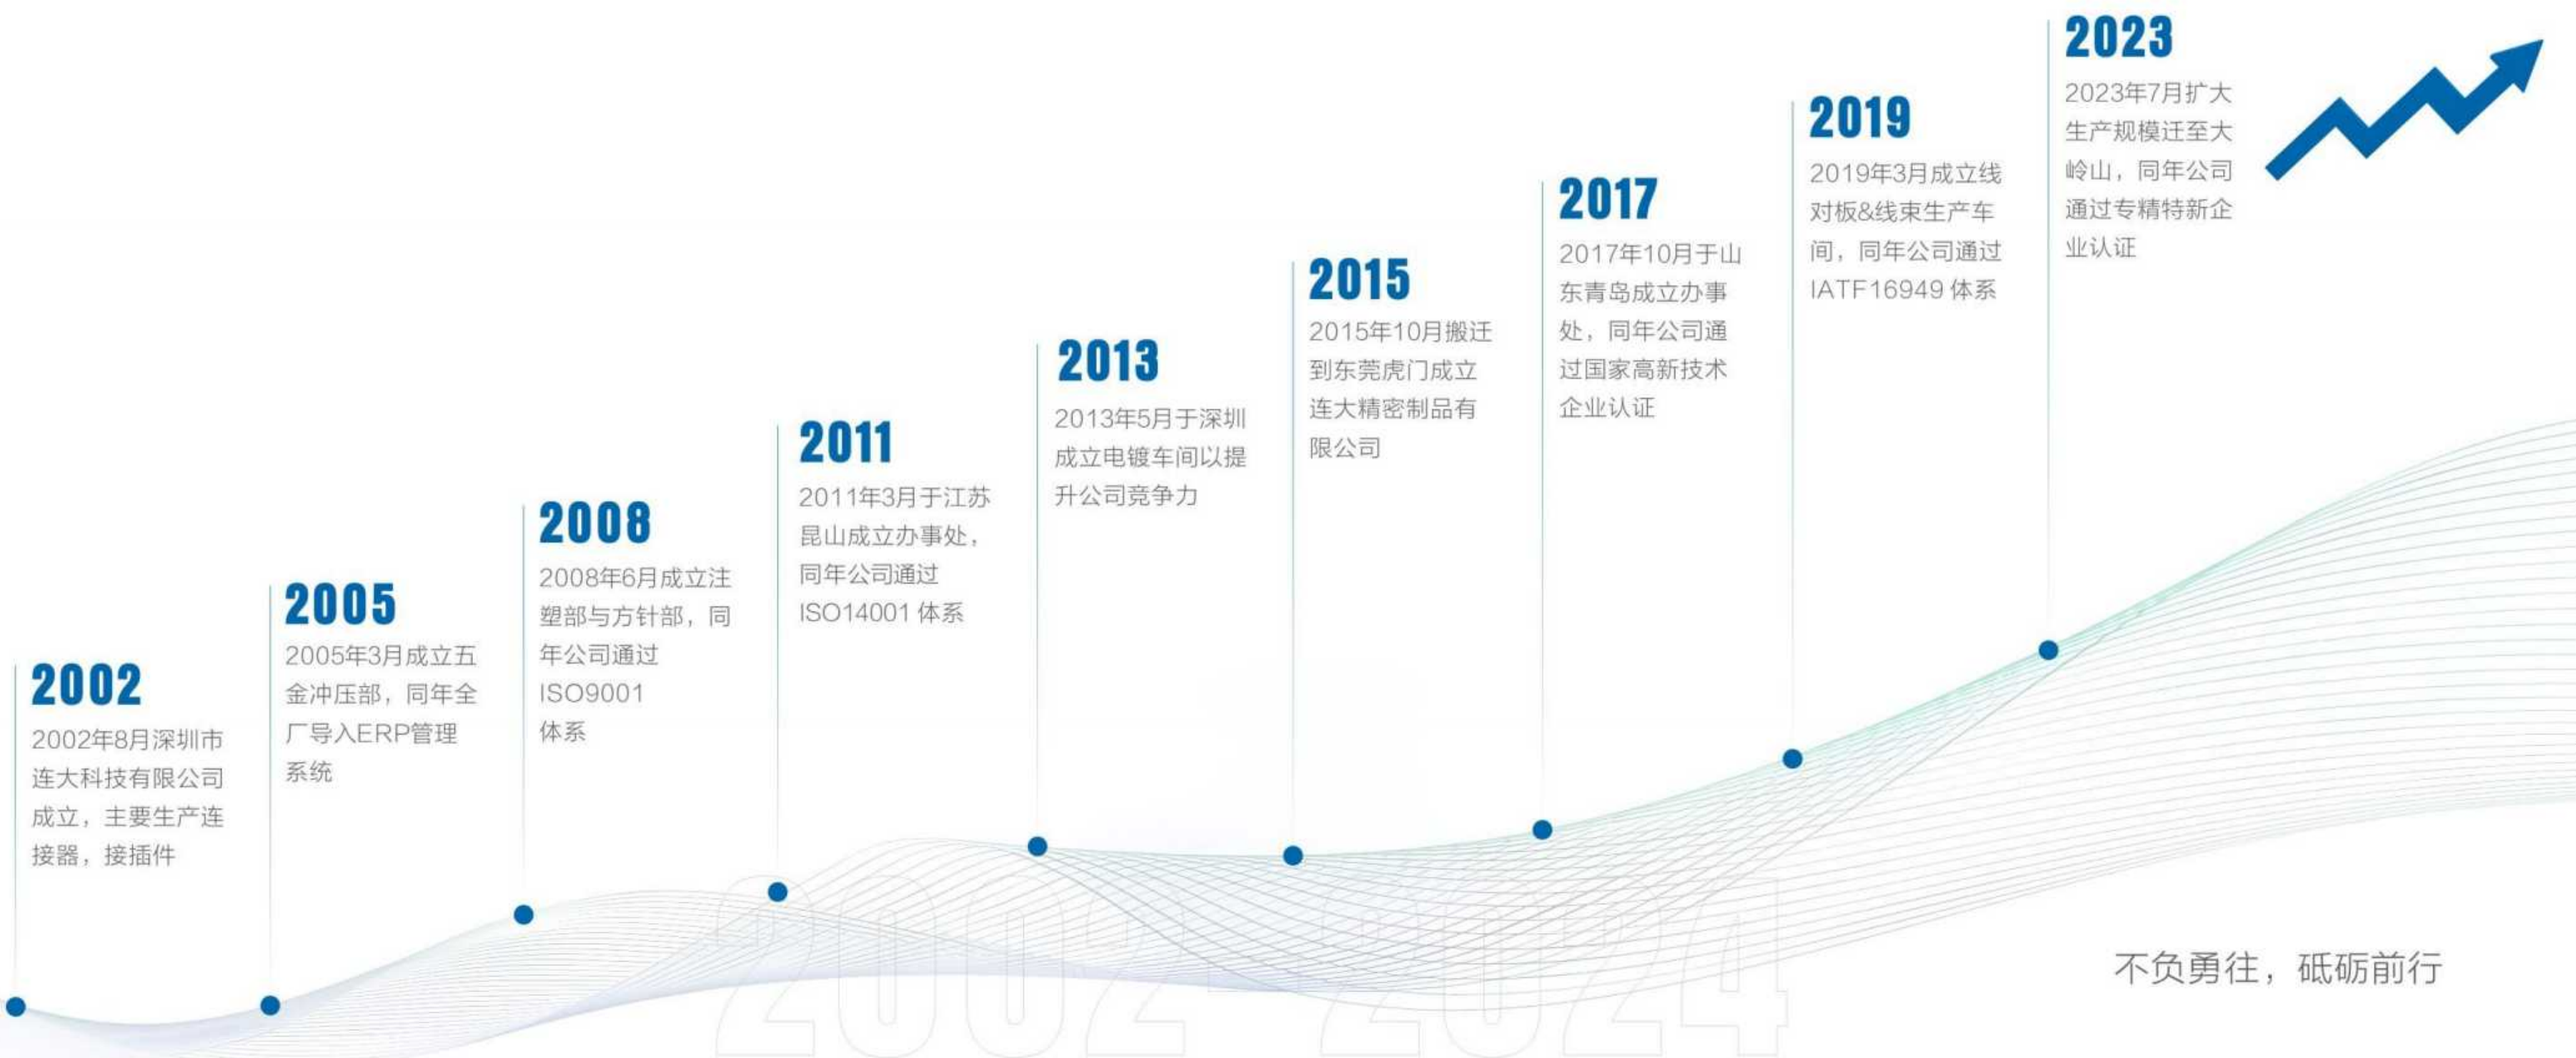 2002
2002年8月深圳市
连大科技有限公司
成立，主要生产连
接器，接插件
2005
2005年3月成立五
金冲压部，同年全
厂导入ERP管理
系统
2008
2008年6月成立注
塑部与方针部，同
年公司通过
ISO9001
体系
2011
2011年3月于江苏
昆山成立办事处，
同年公司通过
ISO14001 体系
2013
2013年5月于深圳
成立电镀车间以提
升公司竞争力
2015
2015年10月搬迁
到东莞虎门成立
连大精密制品有
限公司
2017
2017年10月于山
东青岛成立办事
处，同年公司通
过国家高新技术
企业认证
2019
2019年3月成立线
对板&线束生产车
间，同年公司通过
IATF16949 体系
2023
2023年7月扩大
生产规模迁至大
岭山，同年公司
通过专精特新企
业认证
2002 2024
不负勇往，砥砺前行